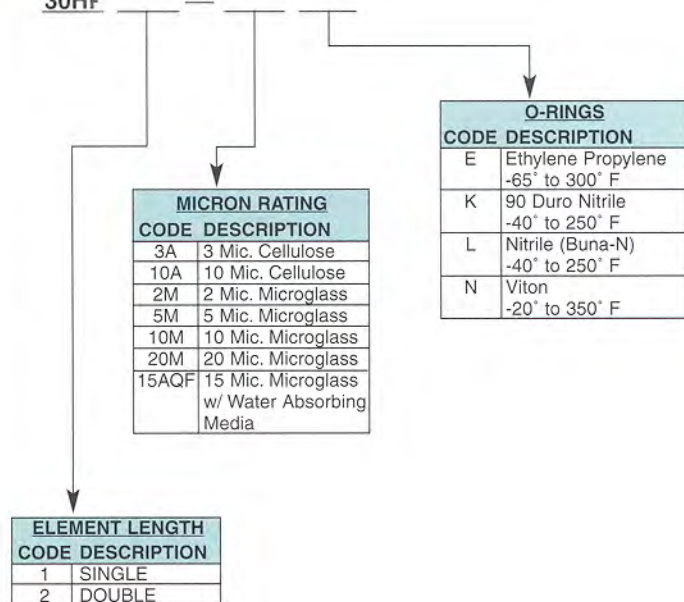 30HF
O-RINGS
CODE DESCRIPTION
E Ethylene Propylene
-65° to 300° F
K 90 Duro Nitrile
-40° to 250° F
L Nitrile (Buna-N)
-40° to 250° F
N Viton
-20° to 350° F
MICRON RATING
CODE DESCRIPTION
3A 3 Mic. Cellulose
10A 10 Mic. Cellulose
2M 2 Mic. Microglass
5M 5 Mic. Microglass
10M 10 Mic. Microglass
20M 20 Mic. Microglass
15AQF 15 Mic. Microglass
w/ Water Absorbing
Media
ELEMENT LENGTH
CODE DESCRIPTION
1 SINGLE
2 DOUBLE